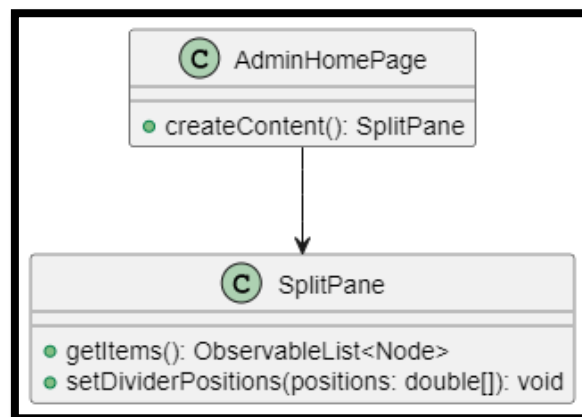 C AdminHomePage
createContent(): SplitPane
C SplitPane
getItems(): ObservableList<Node>
setDividerPositions(positions: double[]): void